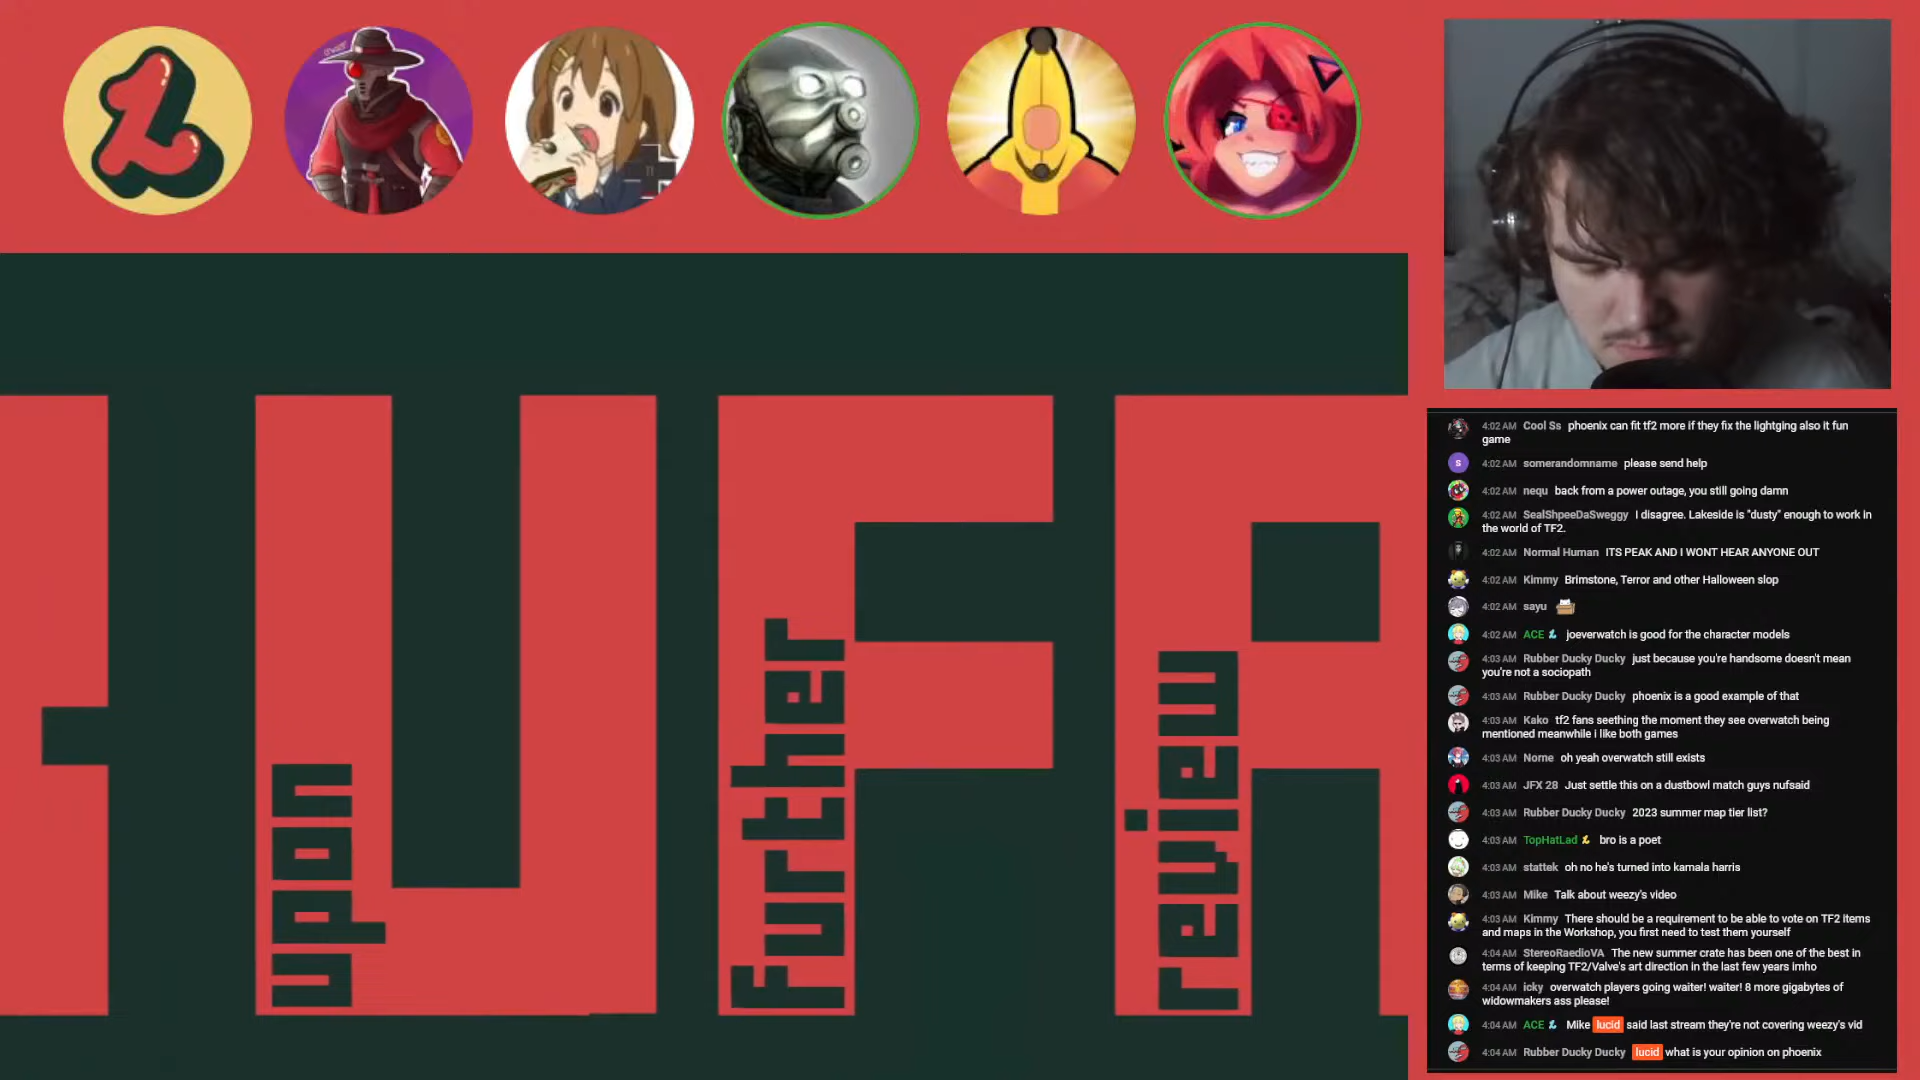 UFA
upon
further
review
4:02 AM Cool Ss phoenix can fit tf2 more if they fix the lightging also it fun
game
S
4:02 AM somerandomname please send help
4:02 AM nequ back from a power outage, you still going damn
4:02 AM SealShpeeDaSweggy I disagree. Lakeside is "dusty" enough to work in
the world of TF2.
4:02 AM Normal Human ITS PEAK AND I WONT HEAR ANYONE OUT
4:02 AM Kimmy Brimstone, Terror and other Halloween slop
4:02 AM sayu
4:02 AM ACE joeverwatch is good for the character models
4:03 AM Rubber Ducky Ducky just because you're handsome doesn't mean
you're not a sociopath
4:03 AM Rubber Ducky Ducky phoenix is a good example of that
4:03 AM Kako tf2 fans seething the moment they see overwatch being
mentioned meanwhile i like both games
4:03 AM Nome oh yeah overwatch still exists
4:03 AM JFX 28 Just settle this on a dustbowl match guys nufsaid
4:03 AM Rubber Ducky Ducky 2023 summer map tier list?
4:03 AM TopHatLad bro is a poet
4:03 AM stattek oh no he's turned into kamala harris
4:03 AM Mike Talk about weezy's video
4:03 AM Kimmy There should be a requirement to be able to vote on TF2 items
and maps in the Workshop, you first need to test them yourself
4:04 AM StereoRaedioVA The new summer crate has been one of the best in
terms of keeping TF2/Valve's art direction in the last few years imho
4:04 AM icky overwatch players going waiter! waiter! 8 more gigabytes of
widowmakers ass please!
4:04 AM ACE Mike lucid said last stream they're not covering weezy's vid
4:04 AM Rubber Ducky Ducky lucid what is your opinion on phoenix